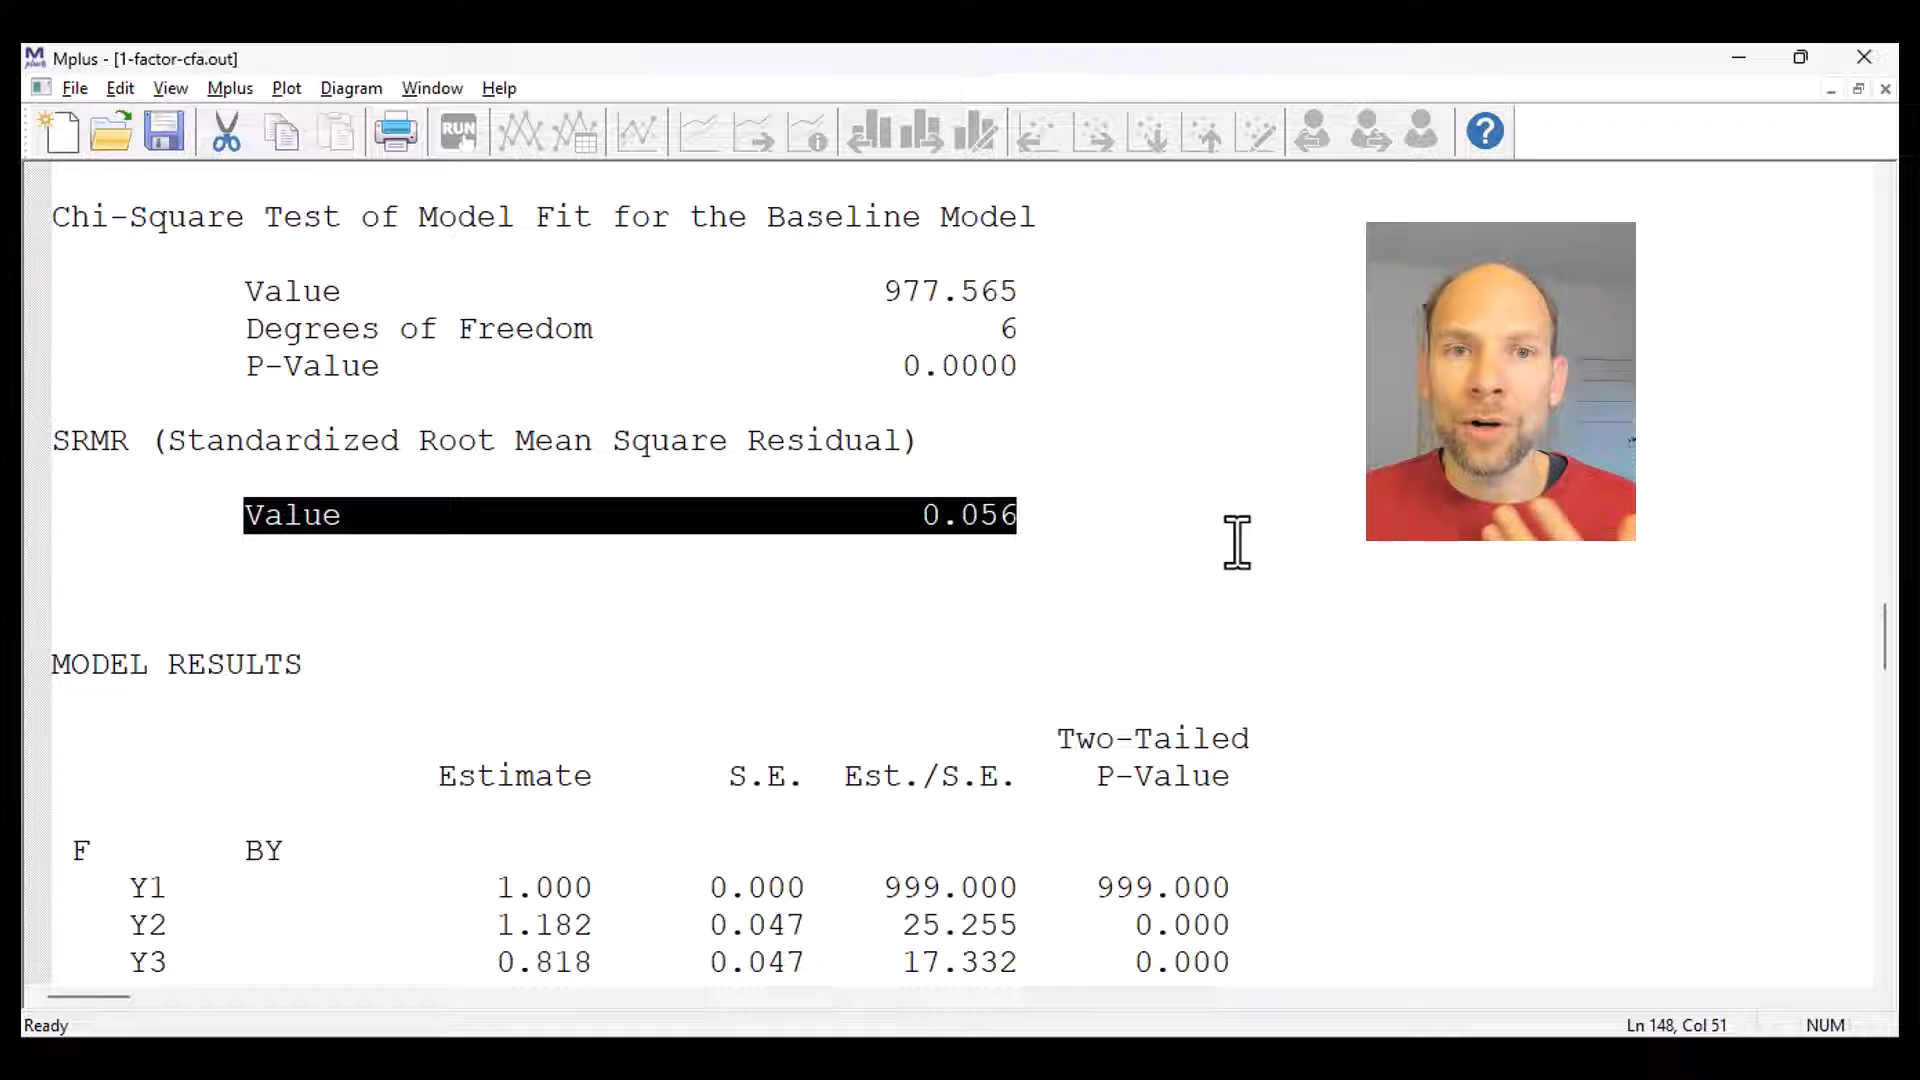 Mplus - [1-factor-cfa.out]
File Edit View Mplus Plot Diagram Window Help
RUN
Chi-Square Test of Model Fit for the Baseline Model
Value 977.565
Degrees of Freedom 6
P-Value 0.0000
SRMR (Standardized Root Mean Square Residual)
Value 0.056
MODEL RESULTS
Two-Tailed
Estimate S.E. Est./S.E. P-Value
F BY
Y1 1.000 0.000 999.000 999.000
Y2 1.182 0.047 25.255 0.000
Y3 0.818 0.047 17.332 0.000
Ready Ln 148, Col 51 NUM